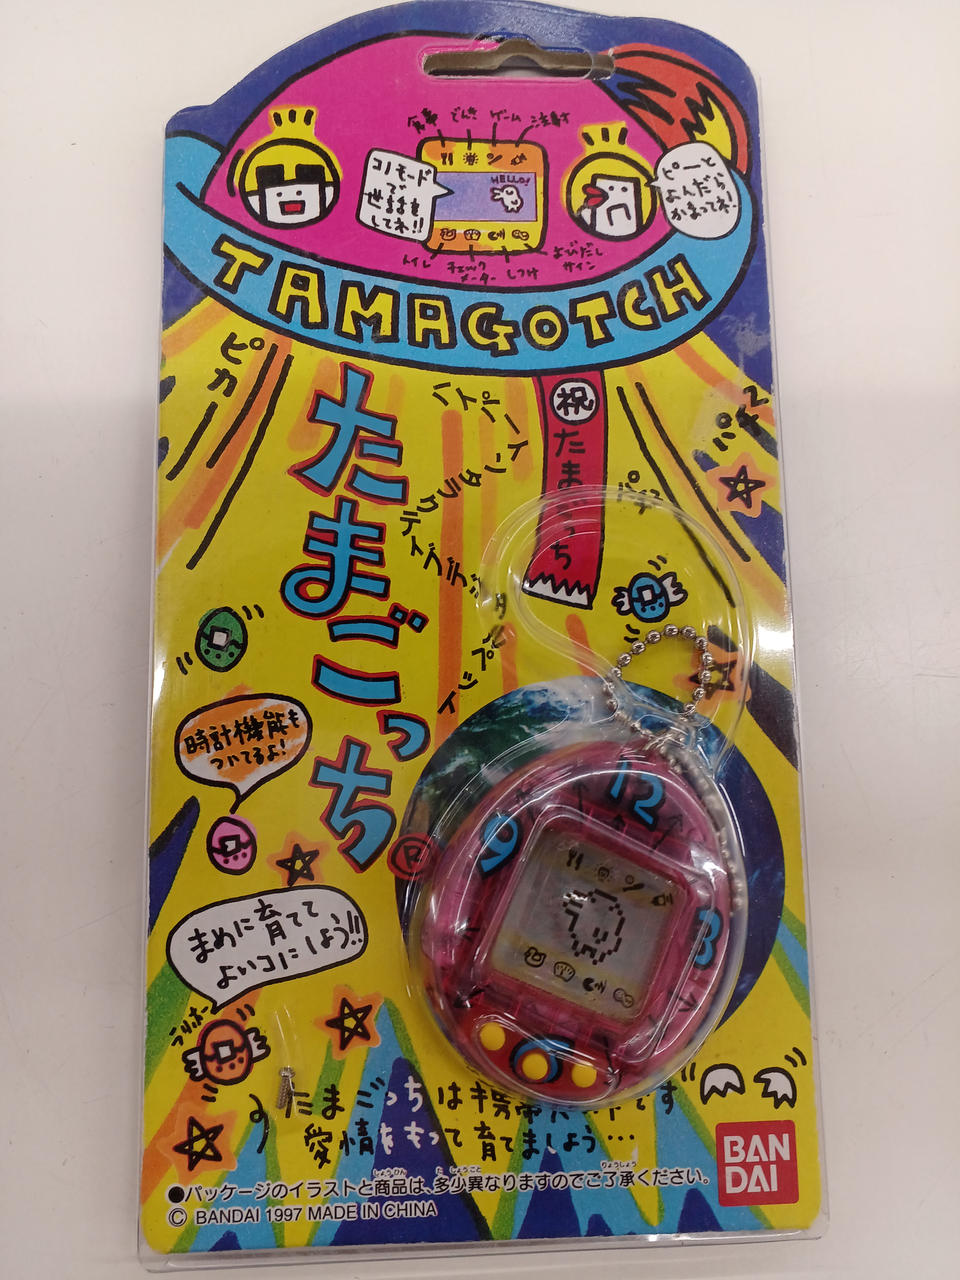 食事 でんき ゲーム 注射
HELLO!
コノモード
で
世話を
してネ!!
ピーと
よんだら
かまってネ!
トイレ
チェック
メーター
しつけ
よびだし
サイン
TAMAGOTCH
ピカー
たまごっち
®
祝
たまごっち
パチ2
時計機能も
ついてるよ!
まめに育てて
よいコにしよう!!
12
9
3
たまごっちは携帯ペットです
愛情をもって育てましょう…
BAN
DAI
●パッケージのイラストと商品は、多少異なりますのでご了承ください。
© BANDAI 1997 MADE IN CHINA